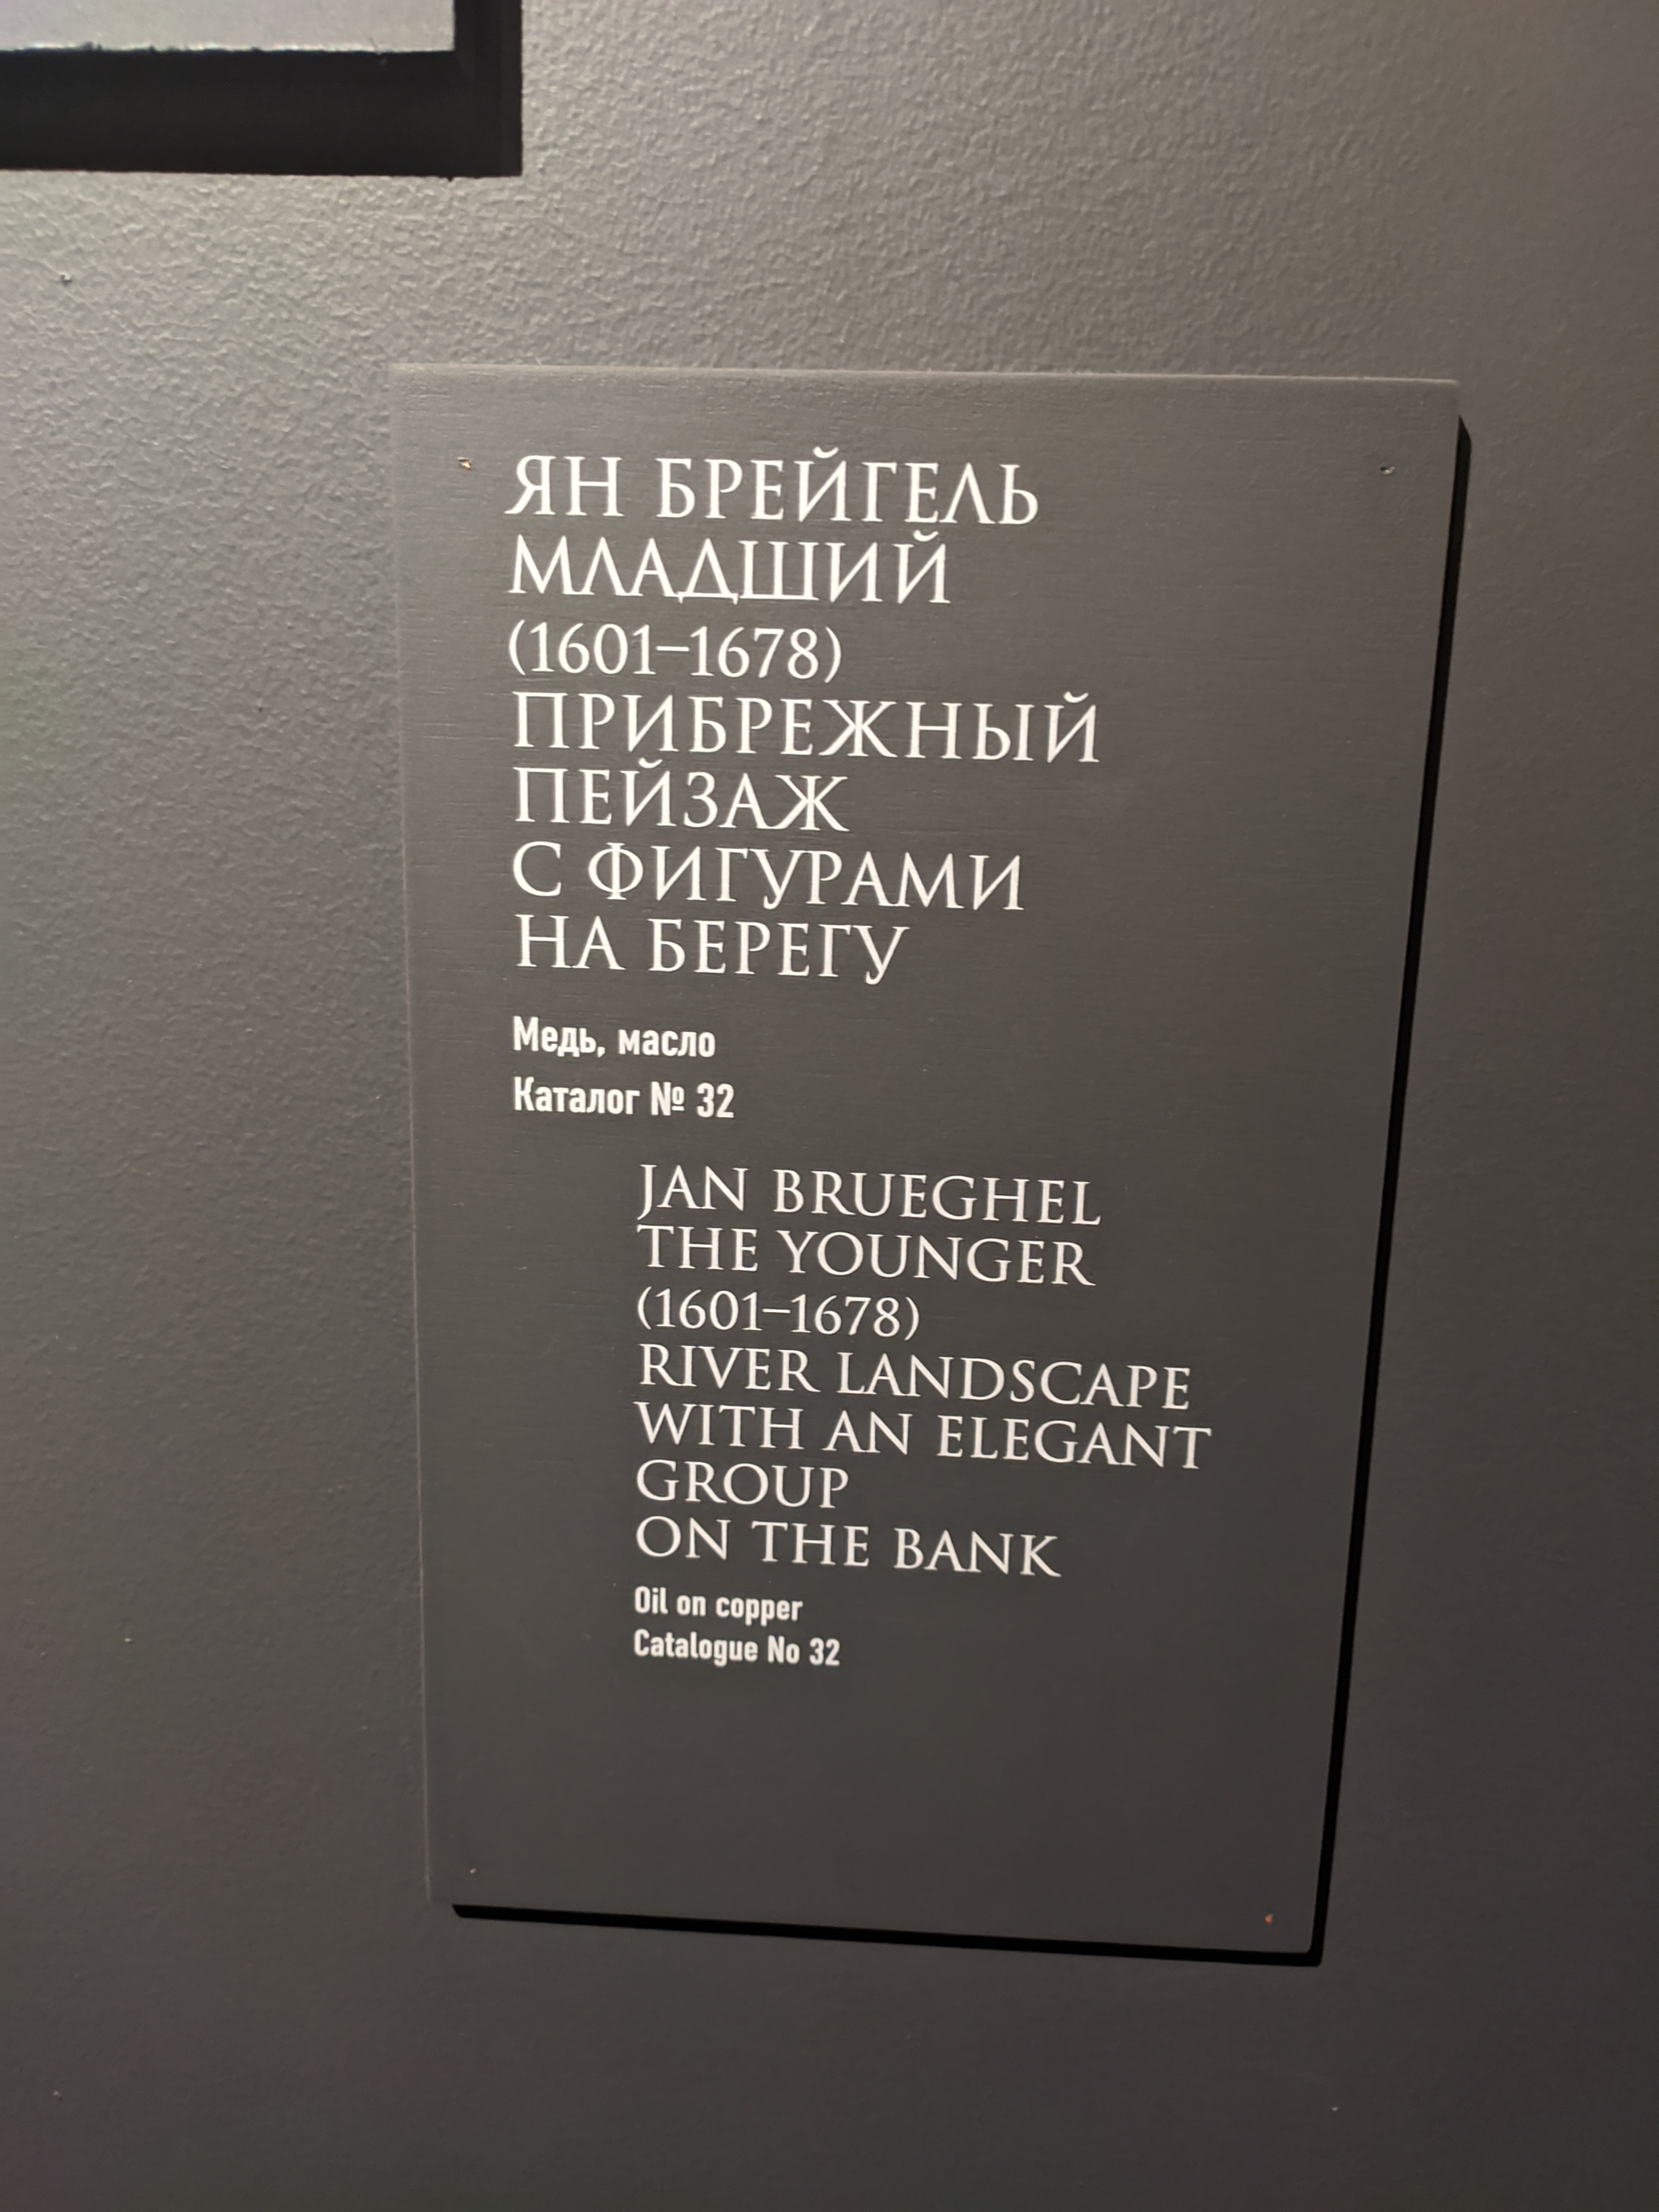 ЯН БРЕЙГЕЛЬ
МЛАДШИЙ
(1601–1678)
ПРИБРЕЖНЫЙ
ПЕЙЗАЖ
С ФИГУРАМИ
НА БЕРЕГУ
Медь, масло
Каталог № 32
JAN BRUEGHEL
THE YOUNGER
(1601–1678)
RIVER LANDSCAPE
WITH AN ELEGANT
GROUP
ON THE BANK
Oil on copper
Catalogue No 32